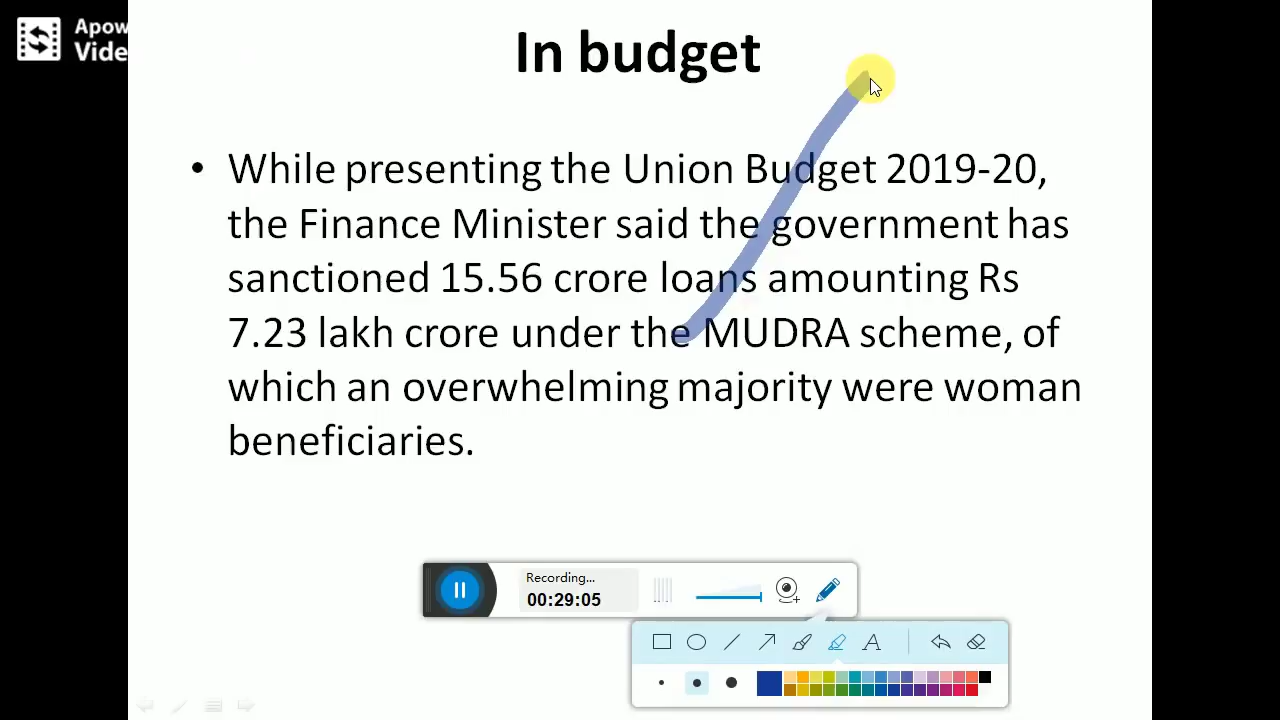 Apow
Vide
In budget
• While presenting the Union Budget 2019-20,
the Finance Minister said the government has
sanctioned 15.56 crore loans amounting Rs
7.23 lakh crore under the MUDRA scheme, of
which an overwhelming majority were woman
beneficiaries.
Recording...
00:29:05
A